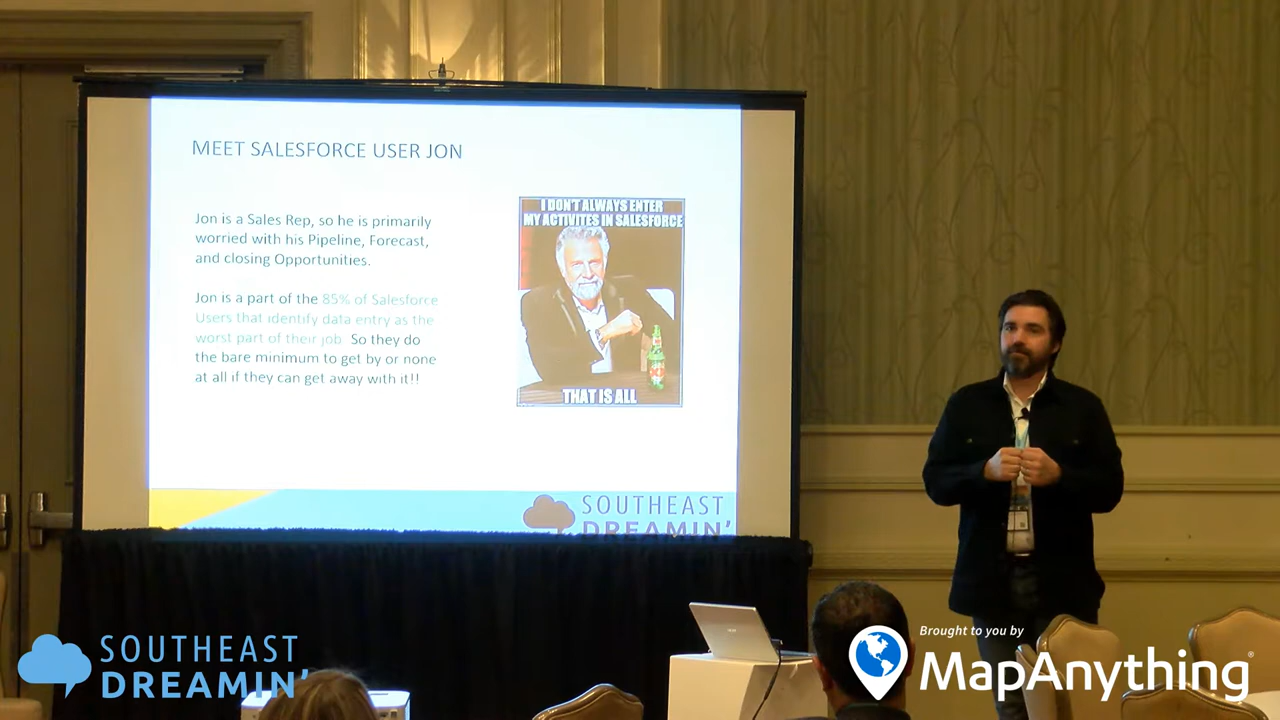 MEET SALESFORCE USER JON
Jon is a Sales Rep, so he is primarily
worried with his Pipeline, Forecast,
and closing Opportunities.
Jon is a part of the 85% of Salesforce
Users that identify data entry as the
worst part of their job. So they do
the bare minimum to get by or none
at all if they can get away with it!!
I DON'T ALWAYS ENTER
MY ACTIVITES IN SALESFORCE
THAT IS ALL
SOUTHEAST
DREAMIN'
SOUTHEAST
DREAMIN'
Brought to you by
MapAnything®